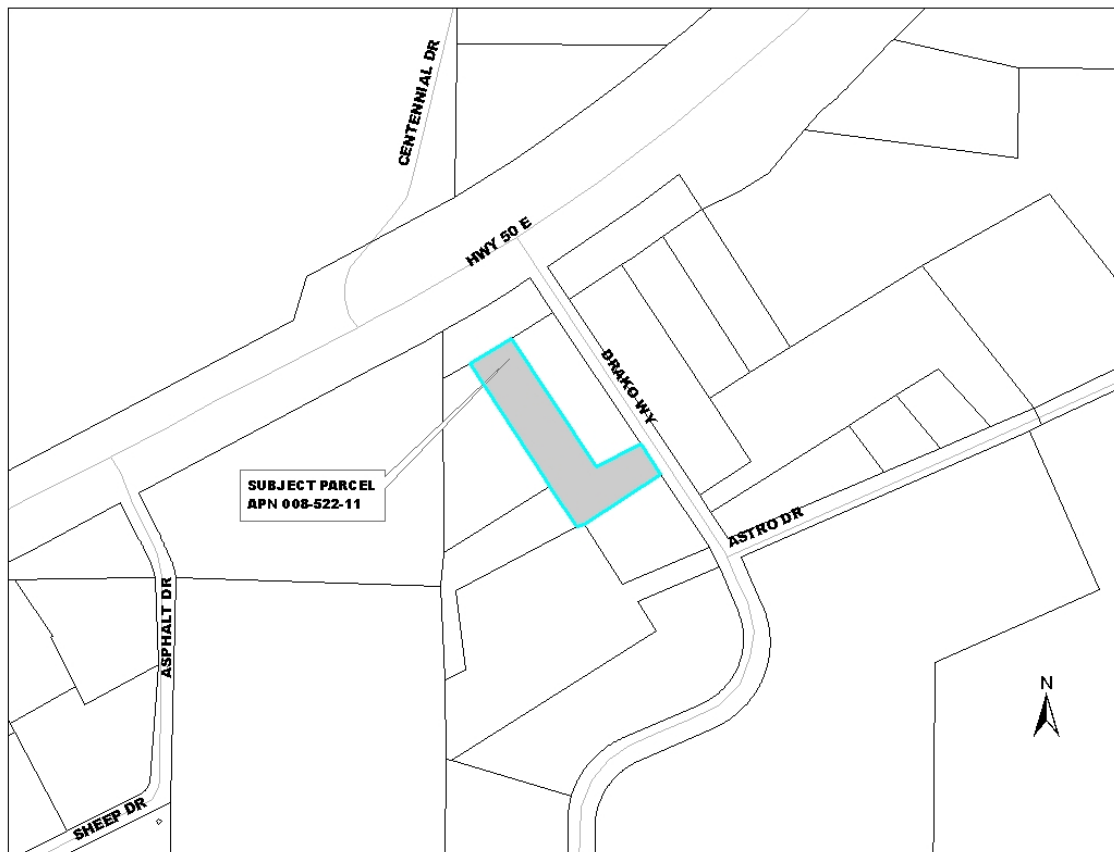 CENTENNIAL DR
HWY 50 E
DRAKO WY
SUBJECT PARCEL
APN 008-522-11
ASTRO DR
ASPHALT DR
N
SHEEP DR